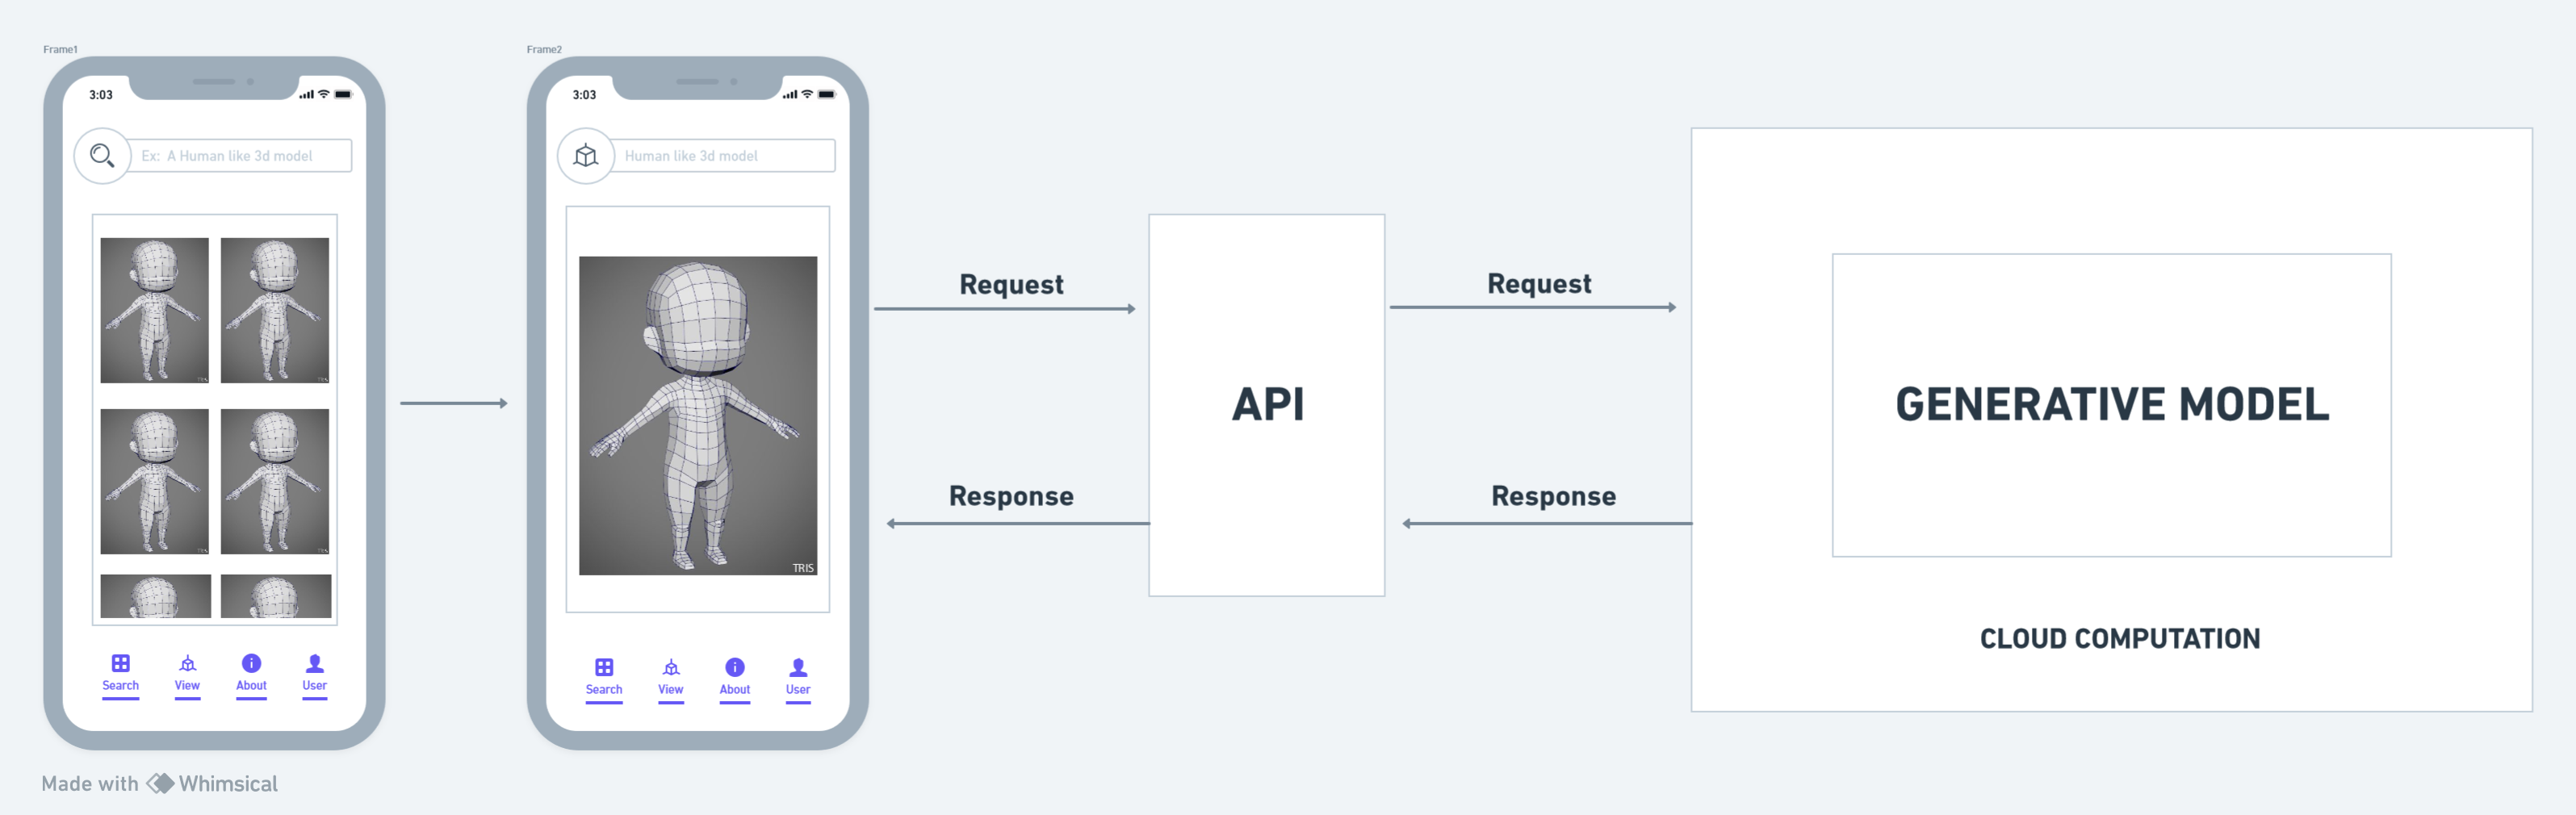 Frame1
3:03
Ex: A Human like 3d model
Search
View
About
User
Frame2
3:03
Human like 3d model
TRIS
Search
View
About
User
Request
Response
API
Request
Response
GENERATIVE MODEL
CLOUD COMPUTATION
Made with Whimsical